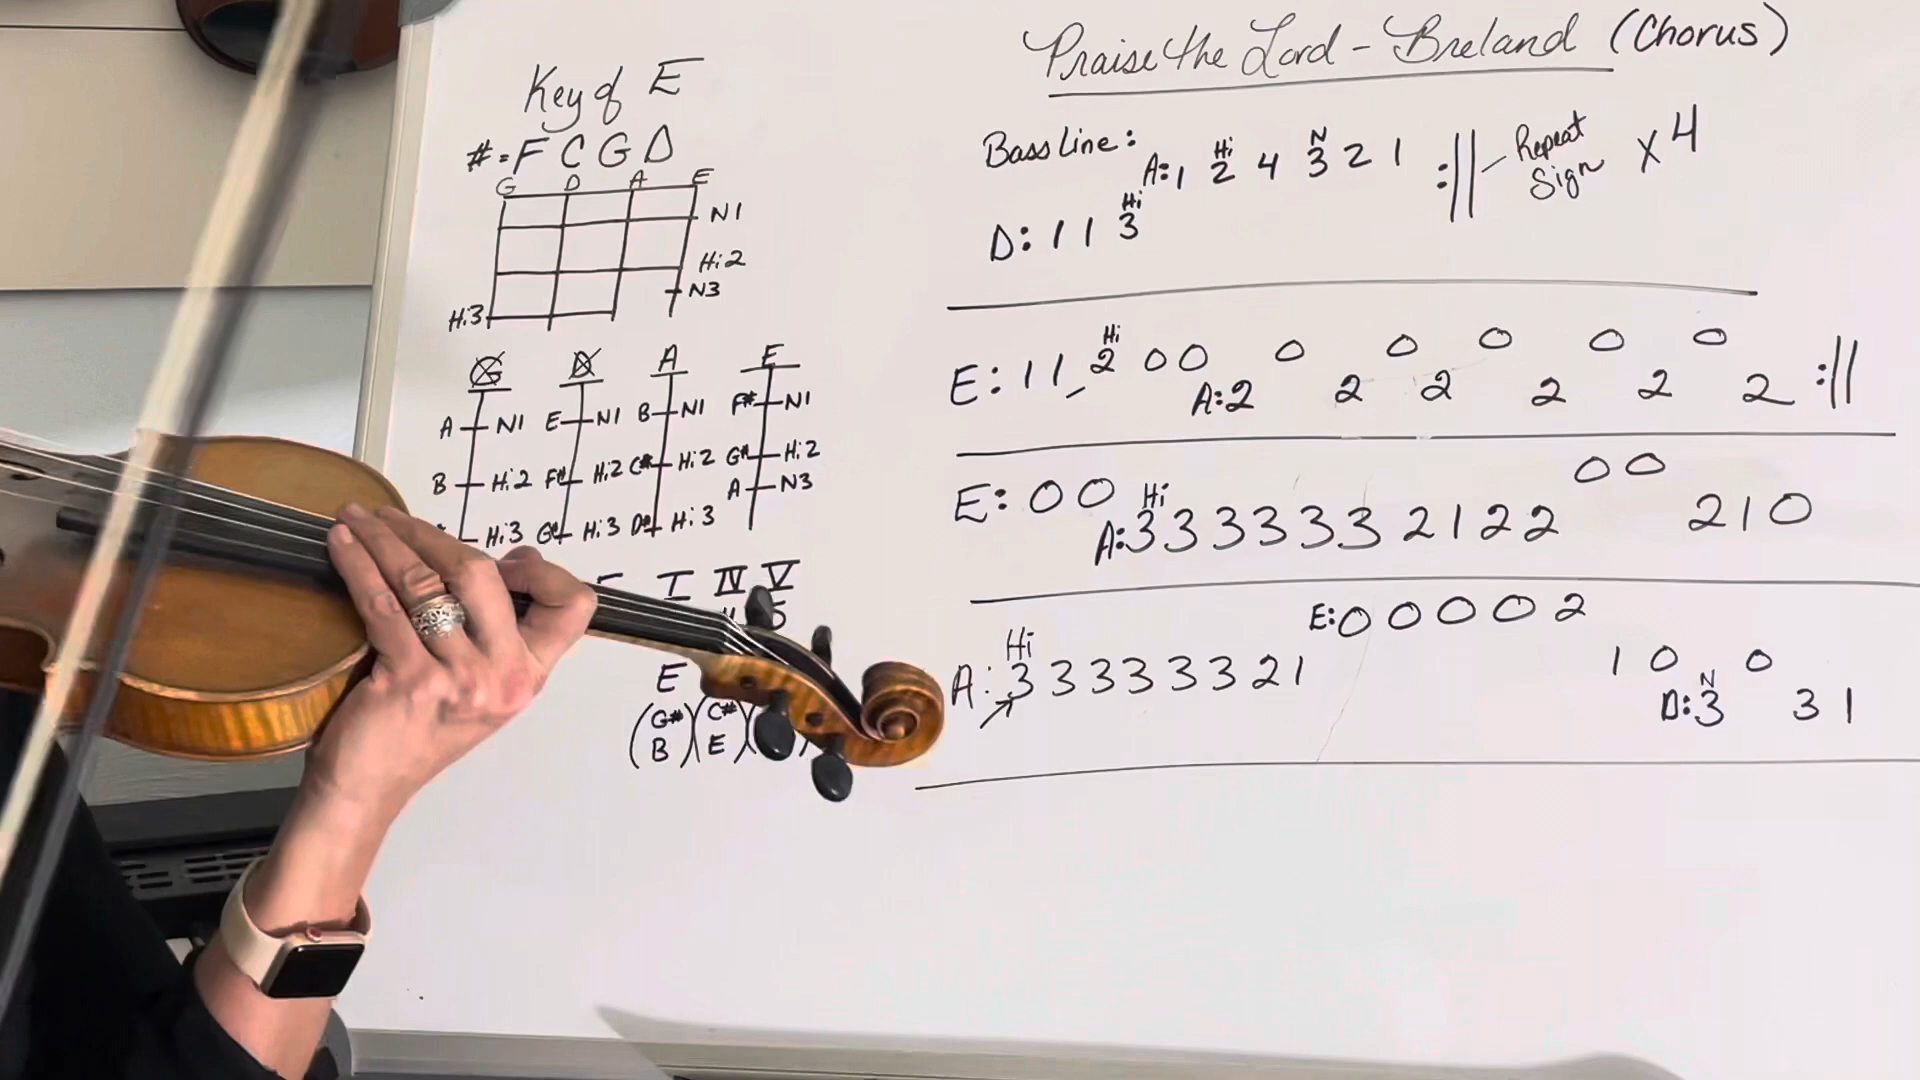 Praise the Lord - Breland (Chorus)
Key of E
# = F C G D
G D A E
N1
Hi2
N3
Hi3
G D A E
A N1 E N1 B N1 F# N1
B Hi2 F# Hi2 C# Hi2 G# Hi2
A N3
Hi3 G# Hi3 D# Hi3
I IV V
5
E
(G# B) (C# E) (
Bass Line:
A: 1 Hi 2 4 N 3 2 1 :|| Repeat Sign x4
D: 1 1 Hi 3
E: 1 1 Hi 2 0 0 0 0 0 0 0
A: 2 2 2 2 2 2 :||
E: 0 0 0 0
A: Hi 3 3 3 3 3 3 2 1 2 2 2 1 0
E: 0 0 0 0 2
A: Hi 3 3 3 3 3 3 2 1 1 0 0
D: N 3 3 1